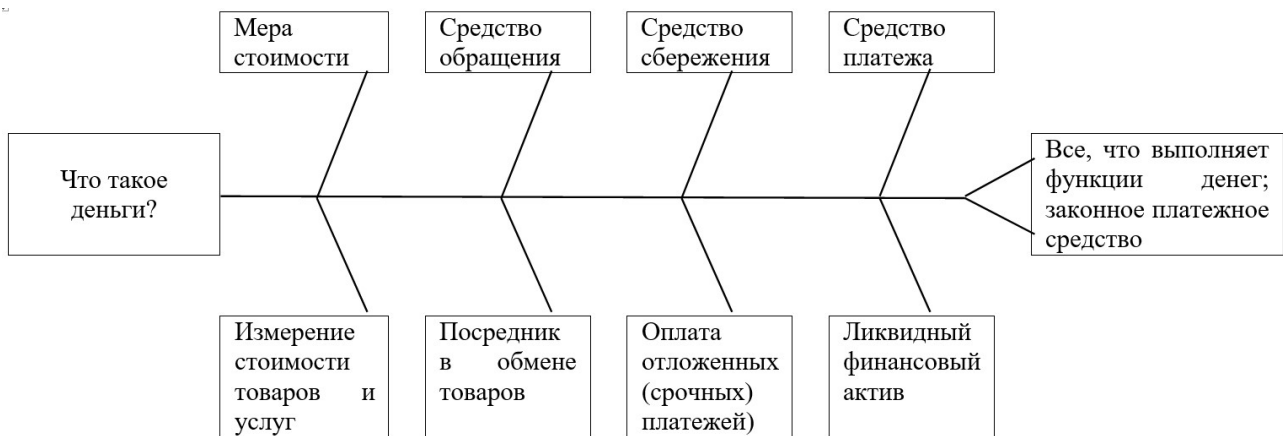 Мера
стоимости
Средство
обращения
Средство
сбережения
Средство
платежа
Что такое
деньги?
Все, что выполняет
функции денег;
законное платежное
средство
Измерение
стоимости
товаров и
услуг
Посредник
в обмене
товаров
Оплата
отложенных
(срочных)
платежей)
Ликвидный
финансовый
актив